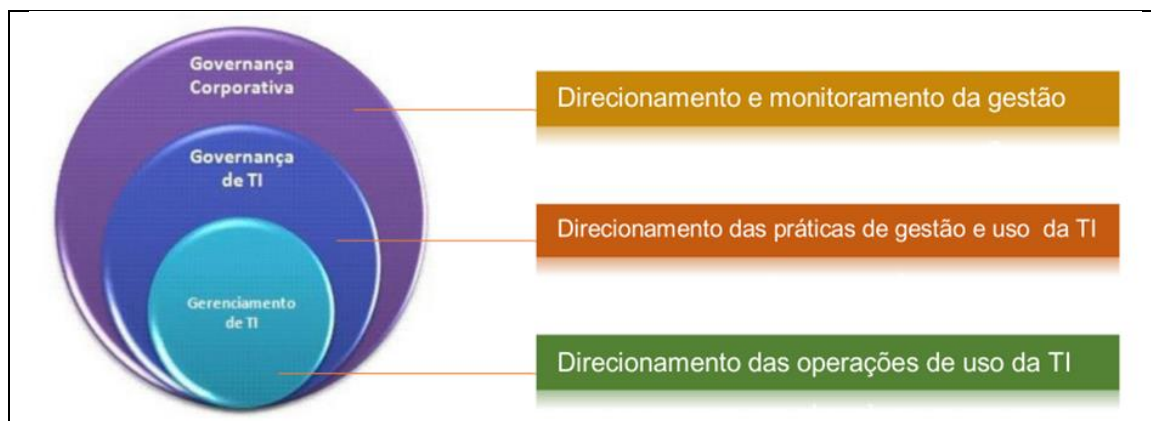 Governança
Corporativa
Direcionamento e monitoramento da gestão
Governança
de TI
Direcionamento das práticas de gestão e uso da TI
Gerenciamento
de TI
Direcionamento das operações de uso da TI